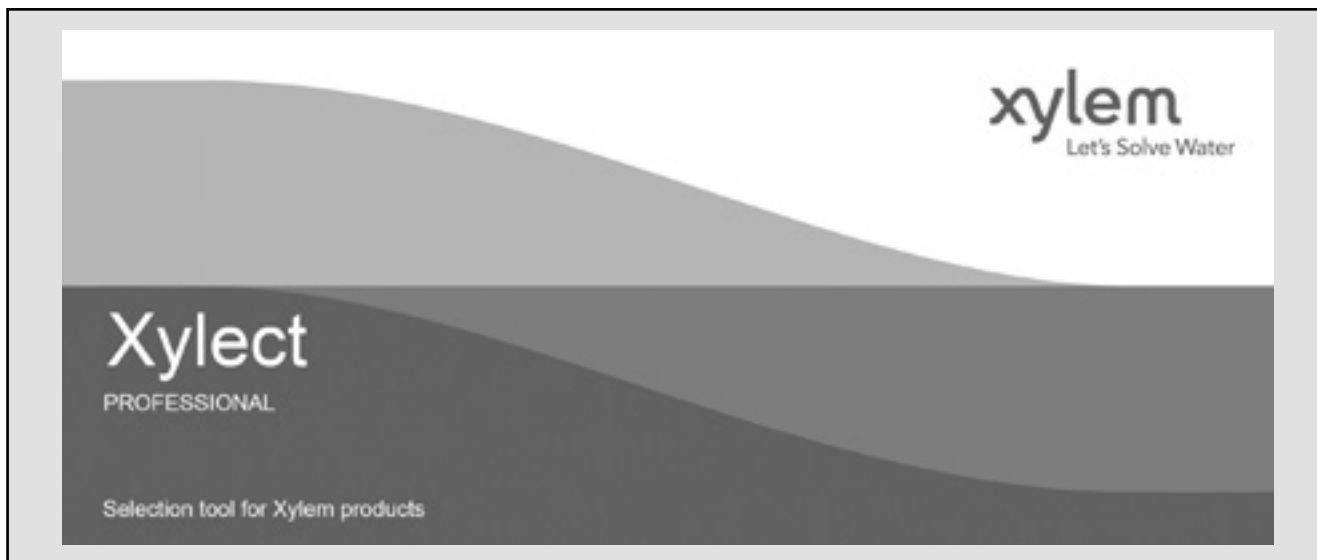 xylem
Let's Solve Water
Xylect
PROFESSIONAL
Selection tool for Xylem products